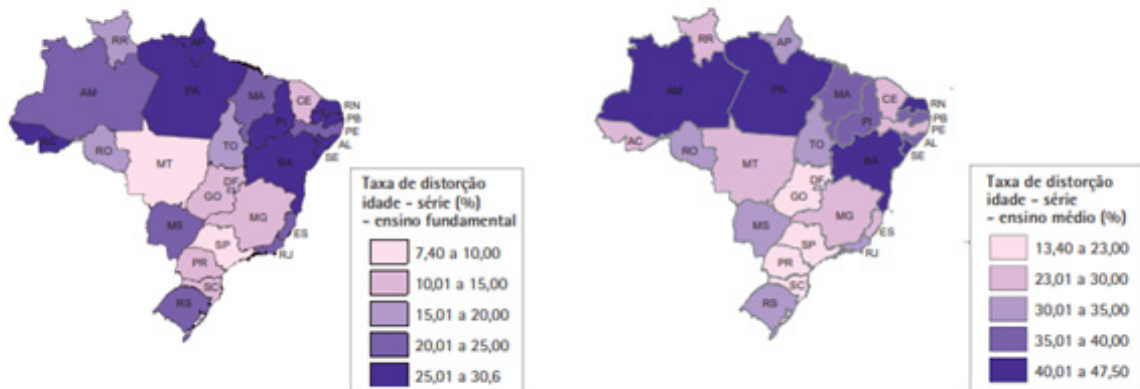 RR
AP
AM
PA
MA
CE
RN
PB
PE
AL
SE
PI
AC
RO
TO
BA
MT
DF
GO
MG
ES
MS
SP
RJ
PR
SC
RS
Taxa de distorção
idade – série (%)
– ensino fundamental
7,40 a 10,00
10,01 a 15,00
15,01 a 20,00
20,01 a 25,00
25,01 a 30,6
RR
AP
AM
PA
MA
CE
RN
PB
PE
AL
SE
PI
AC
RO
TO
BA
MT
DF
GO
MG
ES
MS
SP
RJ
PR
SC
RS
Taxa de distorção
idade – série
– ensino médio (%)
13,40 a 23,00
23,01 a 30,00
30,01 a 35,00
35,01 a 40,00
40,01 a 47,50